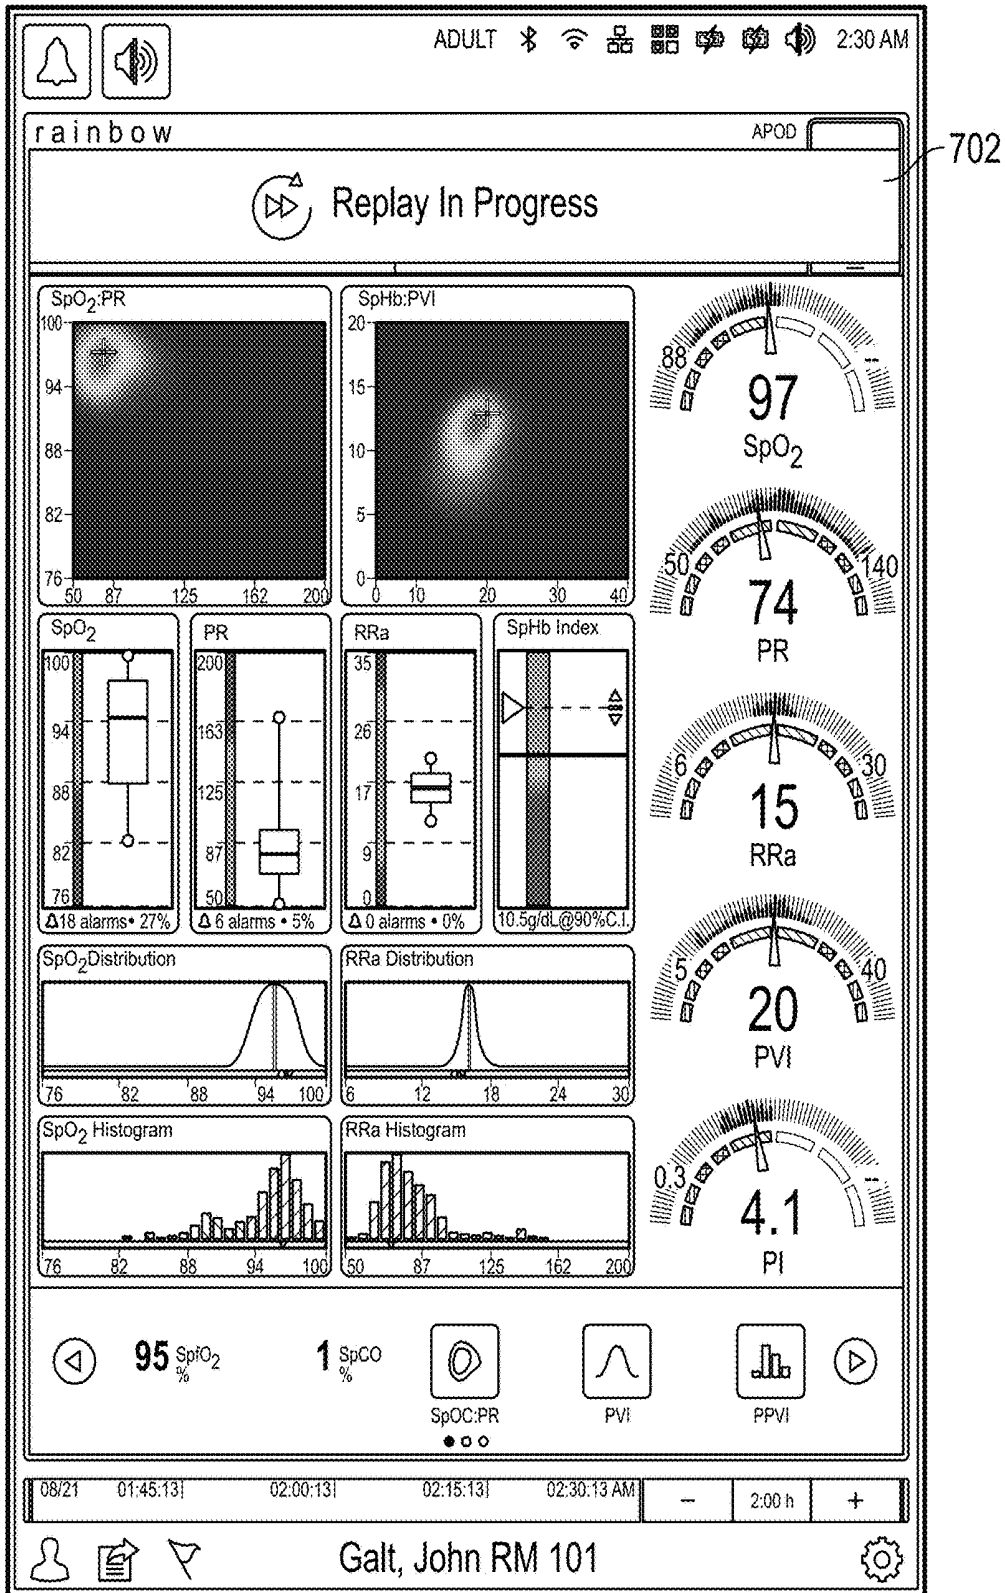 ADULT 2:30 AM
rainbow APOD
702
Replay In Progress
SpO2:PR
100
94
88
82
76
50 87 125 162 200
SpHb:PVI
20
15
10
5
0
0 10 20 30 40
88 --
97
SpO2
50 140
74
PR
6 30
15
RRa
5 40
20
PVI
0.3 --
4.1
PI
SpO2
100
94
88
82
76
18 alarms • 27%
PR
200
163
125
87
50
6 alarms • 5%
RRa
35
26
17
9
0
0 alarms • 0%
SpHb Index
10.5g/dL@90%C.I.
SpO2Distribution
76 82 88 94 100
RRa Distribution
6 12 18 24 30
SpO2 Histogram
76 82 88 94 100
RRa Histogram
50 87 125 162 200
95 SpfO2 %
1 SpCO %
SpOC:PR
PVI
PPVI
08/21 01:45:13 02:00:13 02:15:13 02:30:13 AM
− 2:00 h +
Galt, John RM 101